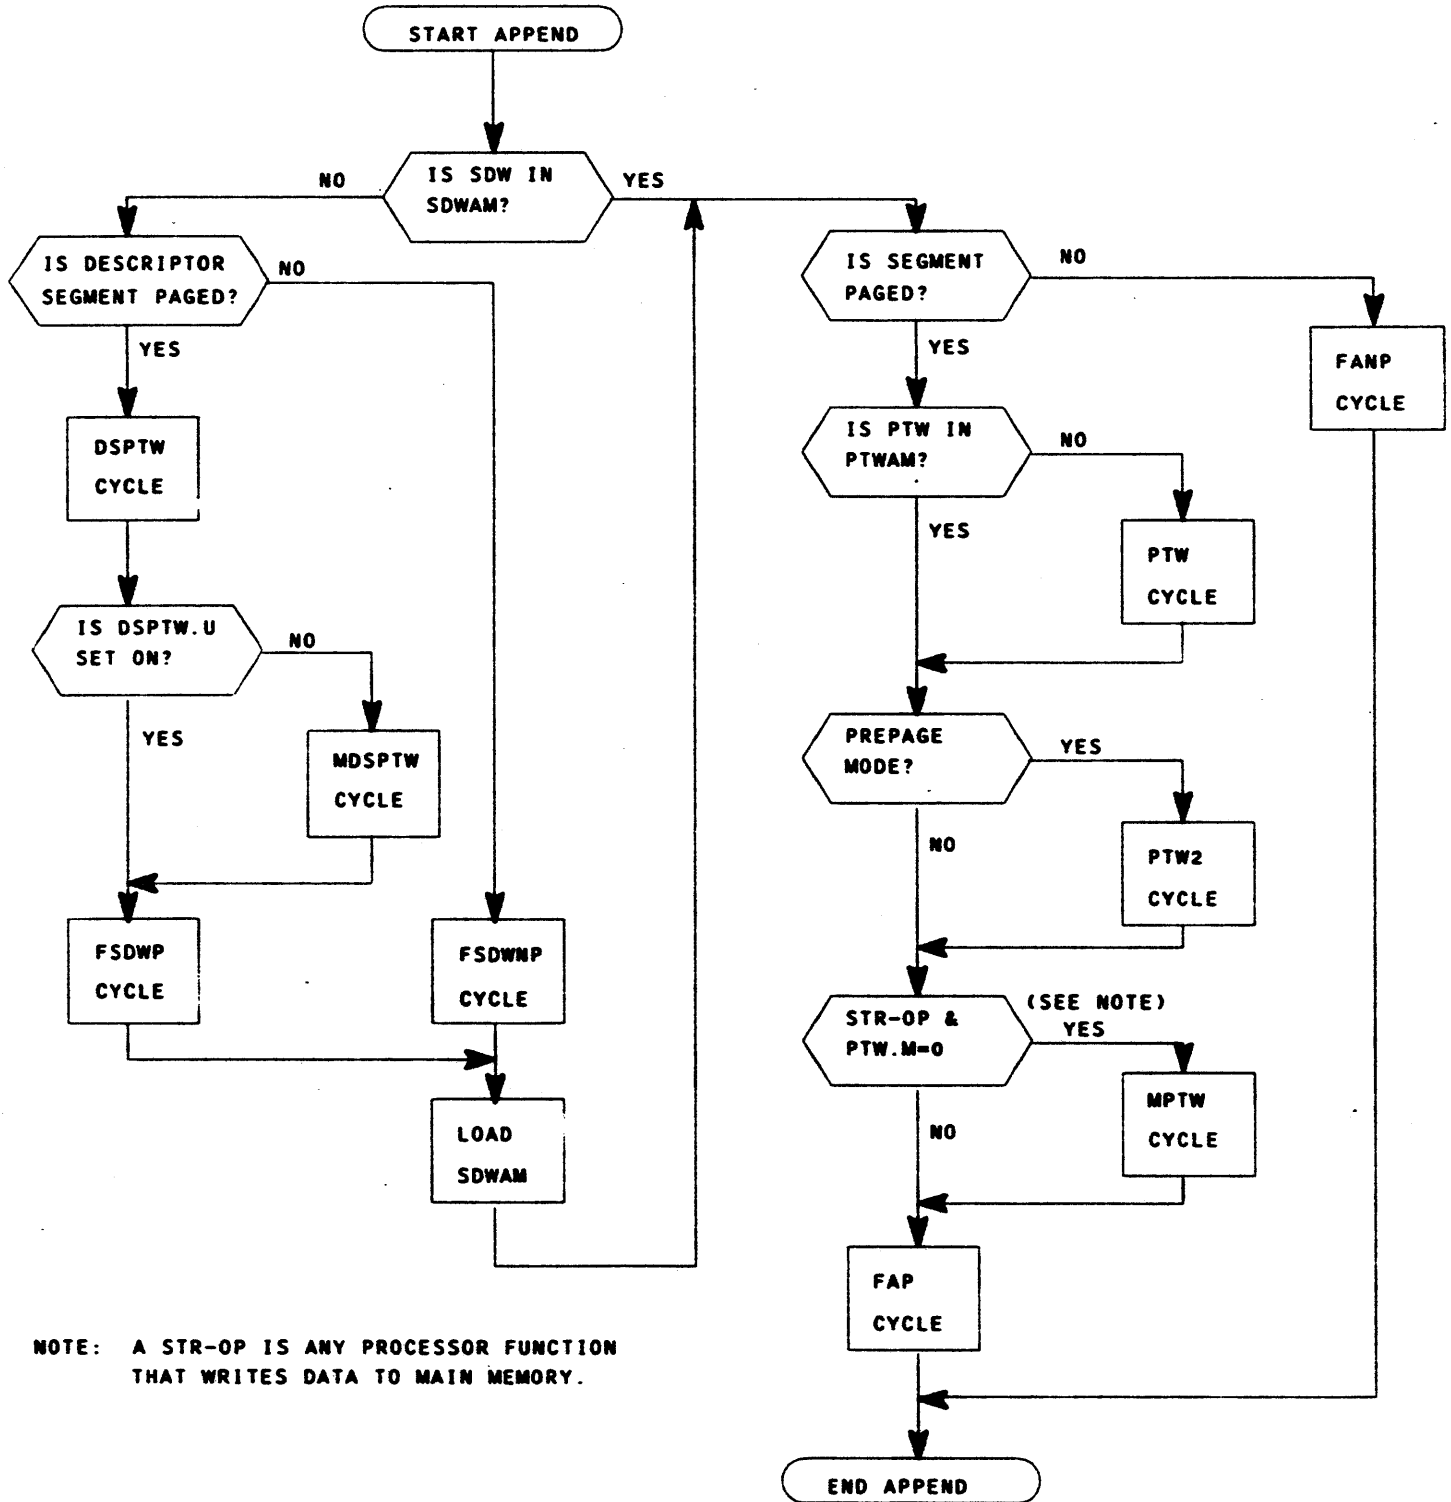 START APPEND
IS SDW IN
SDWAM?
NO
YES
IS DESCRIPTOR
SEGMENT PAGED?
NO
YES
DSPTW
CYCLE
IS DSPTW.U
SET ON?
NO
YES
MDSPTW
CYCLE
FSDWP
CYCLE
FSDWNP
CYCLE
LOAD
SDWAM
IS SEGMENT
PAGED?
NO
YES
FANP
CYCLE
IS PTW IN
PTWAM?
NO
YES
PTW
CYCLE
PREPAGE
MODE?
YES
NO
PTW2
CYCLE
STR-OP &
PTW.M=0
(SEE NOTE)
YES
NO
MPTW
CYCLE
FAP
CYCLE
END APPEND
NOTE: A STR-OP IS ANY PROCESSOR FUNCTION
THAT WRITES DATA TO MAIN MEMORY.